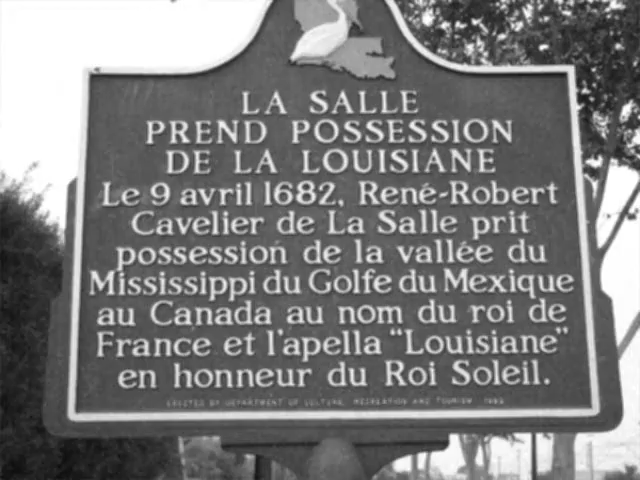 LA SALLE
PREND POSSESSION
DE LA LOUISIANE
Le 9 avril 1682, René-Robert
Cavelier de La Salle prit
possession de la vallée du
Mississippi du Golfe du Mexique
au Canada au nom du roi de
France et l'apella "Louisiane"
en honneur du Roi Soleil.
ERECTED BY DEPARTMENT OF CULTURE, RECREATION AND TOURISM